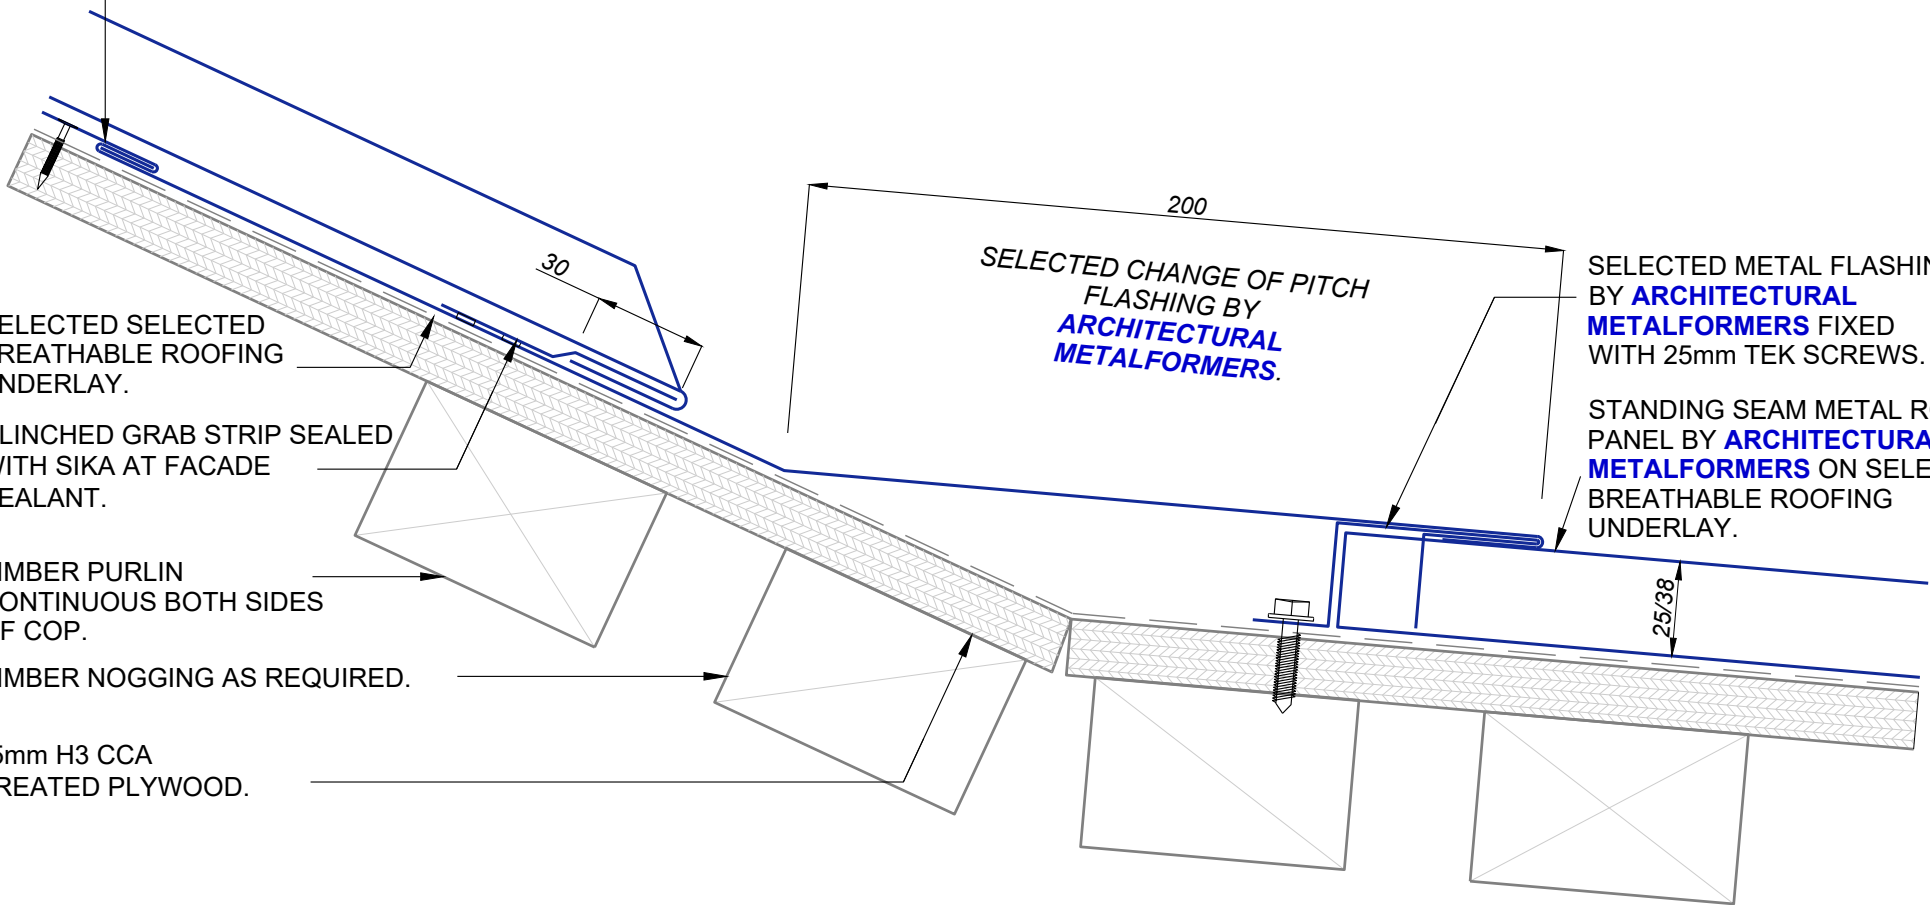 200
30
SELECTED CHANGE OF PITCH
FLASHING BY
ARCHITECTURAL
METALFORMERS.
SELECTED METAL FLASHIN
BY ARCHITECTURAL
METALFORMERS FIXED
WITH 25mm TEK SCREWS.
STANDING SEAM METAL R
PANEL BY ARCHITECTURA
METALFORMERS ON SELE
BREATHABLE ROOFING
UNDERLAY.
25/38
ELECTED SELECTED
REATHABLE ROOFING
NDERLAY.
LINCHED GRAB STRIP SEALED
WITH SIKA AT FACADE
EALANT.
IMBER PURLIN
ONTINUOUS BOTH SIDES
F COP.
IMBER NOGGING AS REQUIRED.
5mm H3 CCA
REATED PLYWOOD.